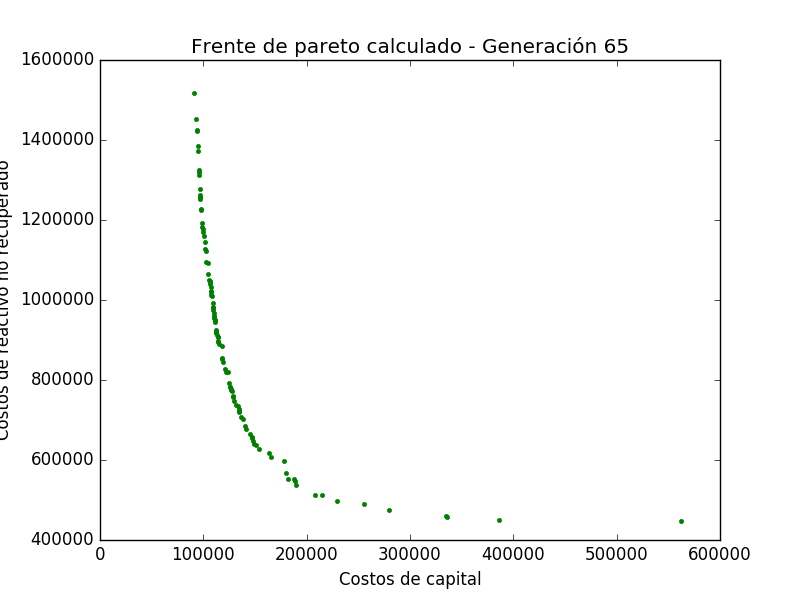 Frente de pareto calculado - Generación 65
1600000
1400000
1200000
1000000
800000
600000
400000
Costos de reactivo no recuperado
0 100000 200000 300000 400000 500000 600000
Costos de capital